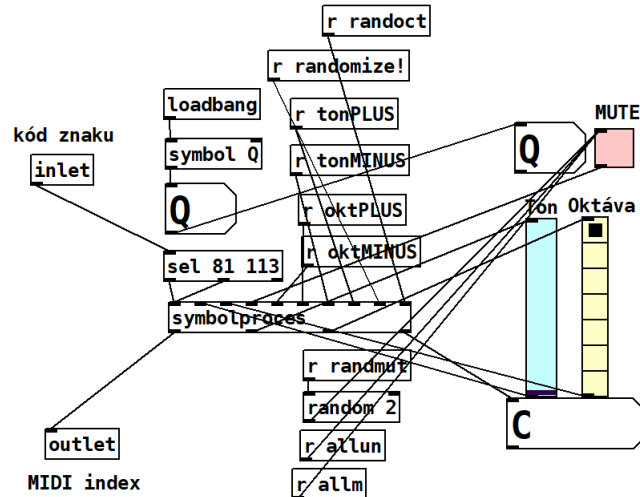 r randoct
r randomize!
loadbang
r tonPLUS
MUTE
kód znaku
symbol Q
Q
inlet
r tonMINUS
Q
r oktPLUS
Ton
Oktáva
r oktMINUS
sel 81 113
symbolproces
r randmut
random 2
C
outlet
r allun
MIDI index
r allm